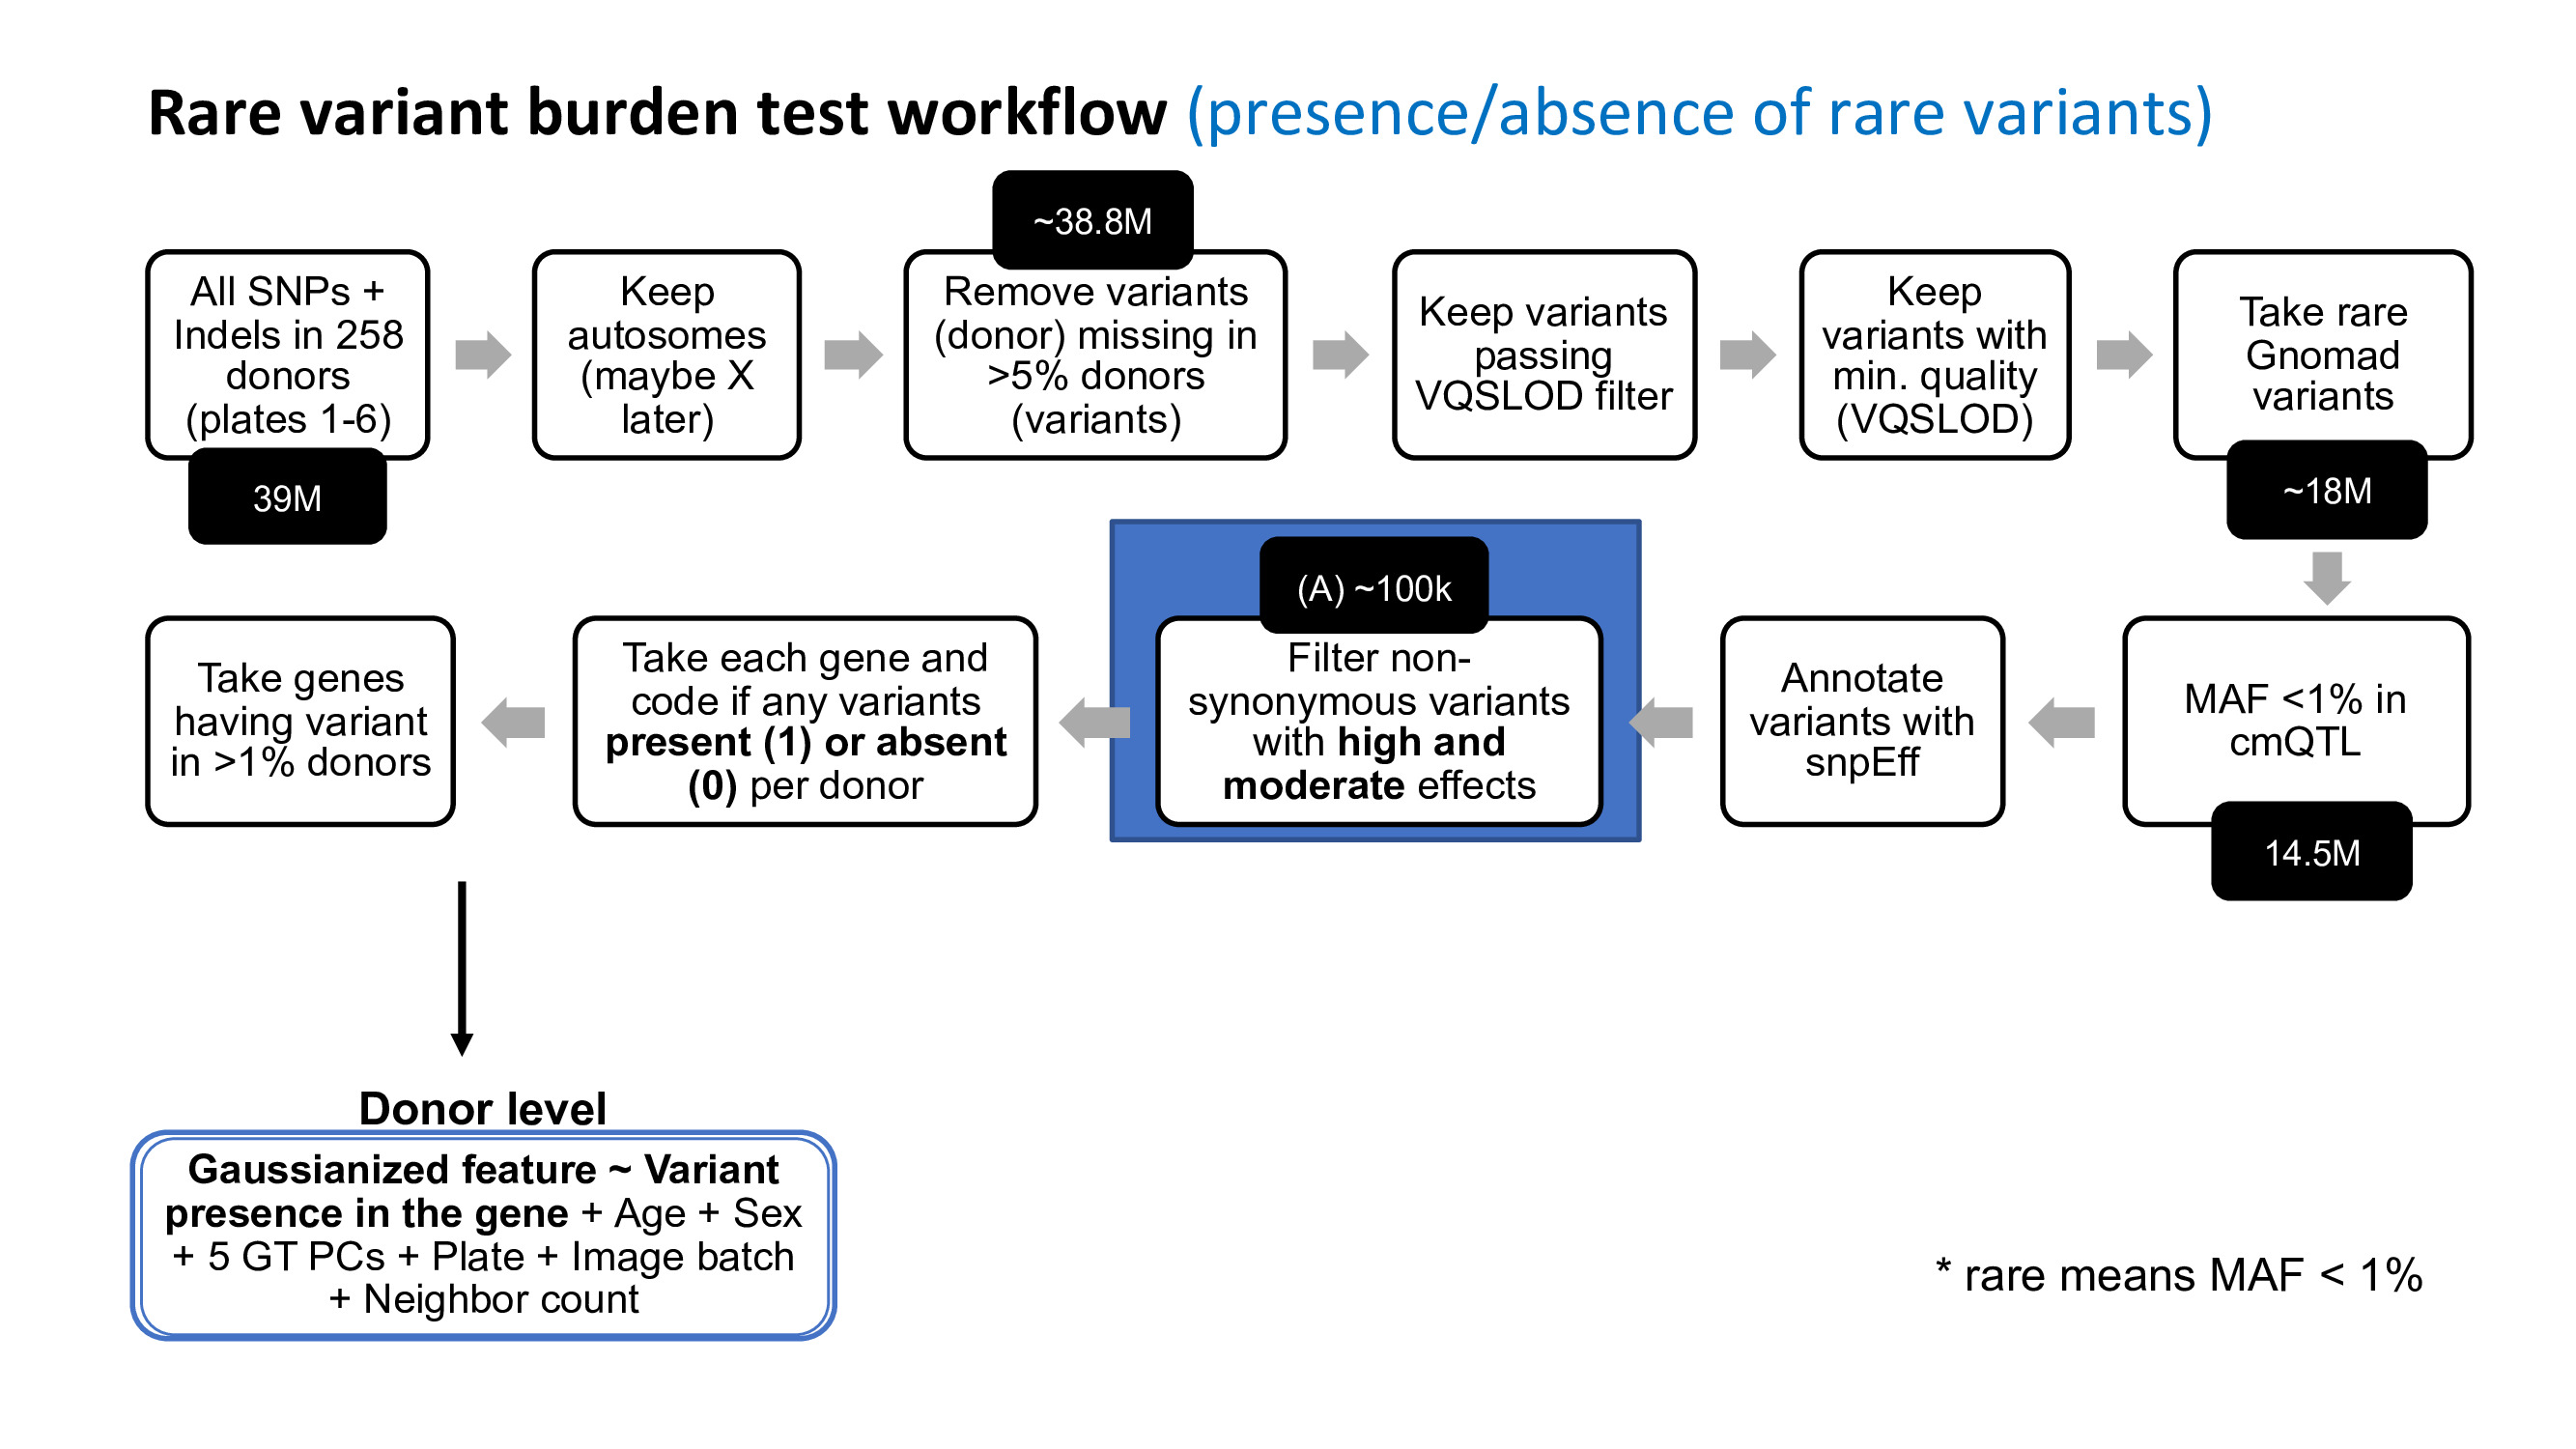 Rare variant burden test workflow (presence/absence of rare variants)
~38.8M
All SNPs +
Indels in 258
donors
(plates 1-6)
39M
Keep
autosomes
(maybe X
later)
Remove variants
(donor) missing in
>5% donors
(variants)
Keep variants
passing
VQSLOD filter
Keep
variants with
min. quality
(VQSLOD)
Take rare
Gnomad
variants
~18M
MAF <1% in
cmQTL
14.5M
Annotate
variants with
snpEff
(A) ~100k
Filter non-
synonymous variants
with high and
moderate effects
Take each gene and
code if any variants
present (1) or absent
(0) per donor
Take genes
having variant
in >1% donors
Donor level
Gaussianized feature ~ Variant
presence in the gene + Age + Sex
+ 5 GT PCs + Plate + Image batch
+ Neighbor count
* rare means MAF < 1%